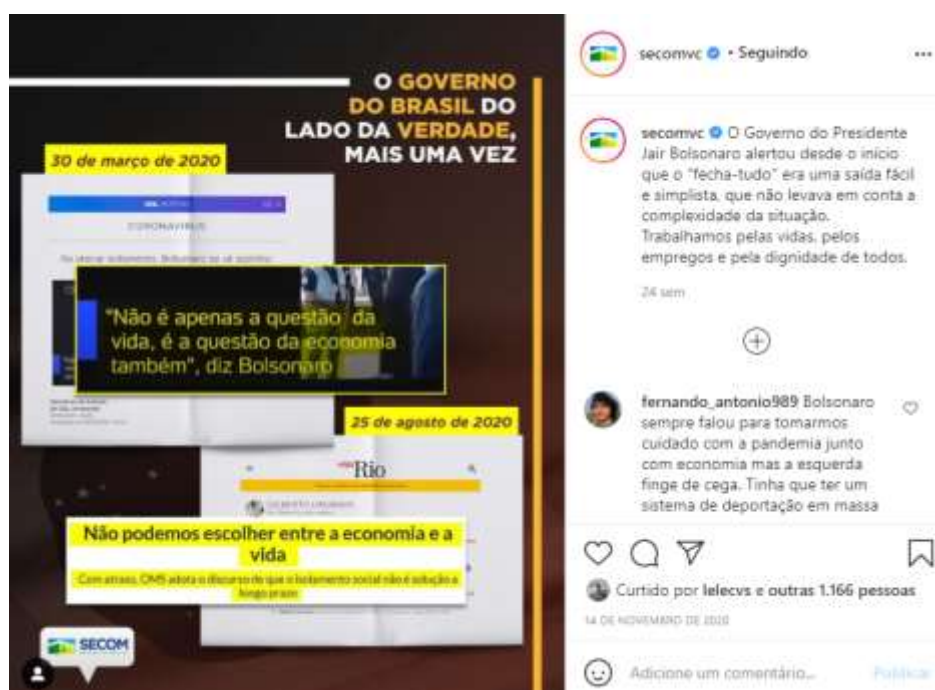 O GOVERNO
DO BRASIL DO
LADO DA VERDADE,
MAIS UMA VEZ
30 de março de 2020
CORONAVÍRUS
"Não é apenas a questão da
vida, é a questão da economia
também", diz Bolsonaro
25 de agosto de 2020
Rio
Não podemos escolher entre a economia e a
vida
Com atraso, OMS adota o discurso de que o isolamento social não é solução a
longo prazo
SECOM
secomvc • Seguindo
secomvc O Governo do Presidente
Jair Bolsonaro alertou desde o início
que o "fecha-tudo" era uma saída fácil
e simplista, que não levava em conta a
complexidade da situação.
Trabalhamos pelas vidas, pelos
empregos e pela dignidade de todos.
24 sem
fernando_antonio989 Bolsonaro
sempre falou para tomarmos
cuidado com a pandemia junto
com economia mas a esquerda
finge de cega. Tinha que ter um
sistema de deportação em massa
Curtido por lelecvs e outras 1.166 pessoas
14 DE NOVEMBRO DE 2020
Adicione um comentário...
Publicar